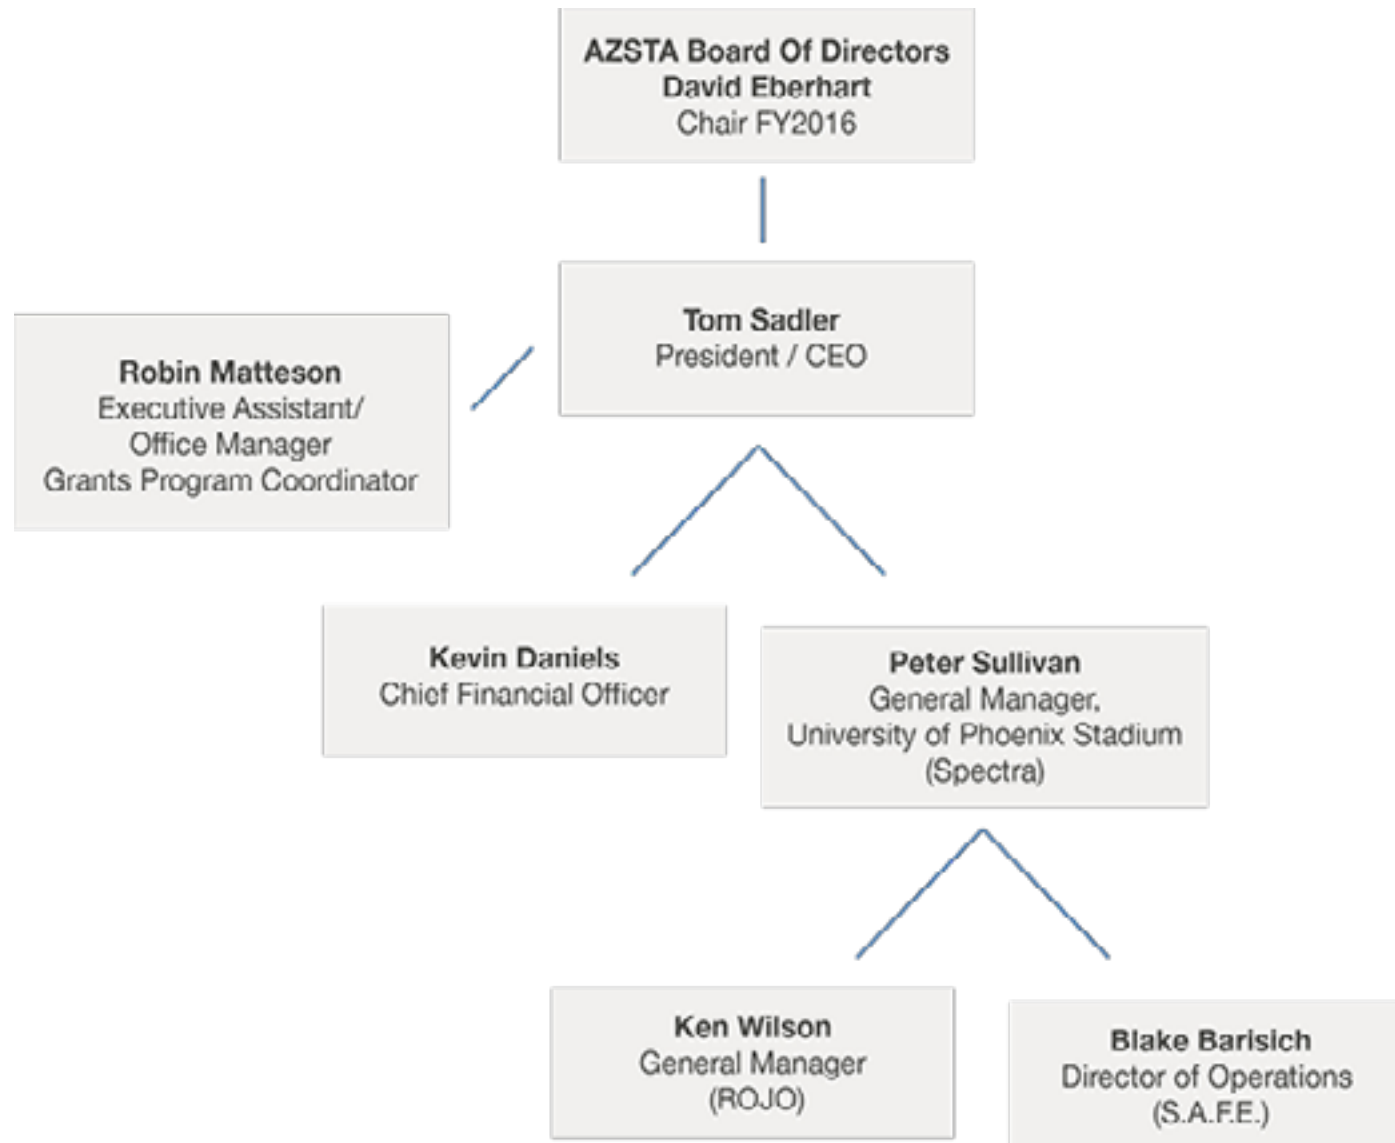 AZSTA Board Of Directors
David Eberhart
Chair FY2016
Tom Sadler
President / CEO
Robin Matteson
Executive Assistant/
Office Manager
Grants Program Coordinator
Kevin Daniels
Chief Financial Officer
Peter Sullivan
General Manager,
University of Phoenix Stadium
(Spectra)
Ken Wilson
General Manager
(ROJO)
Blake Barisich
Director of Operations
(S.A.F.E.)